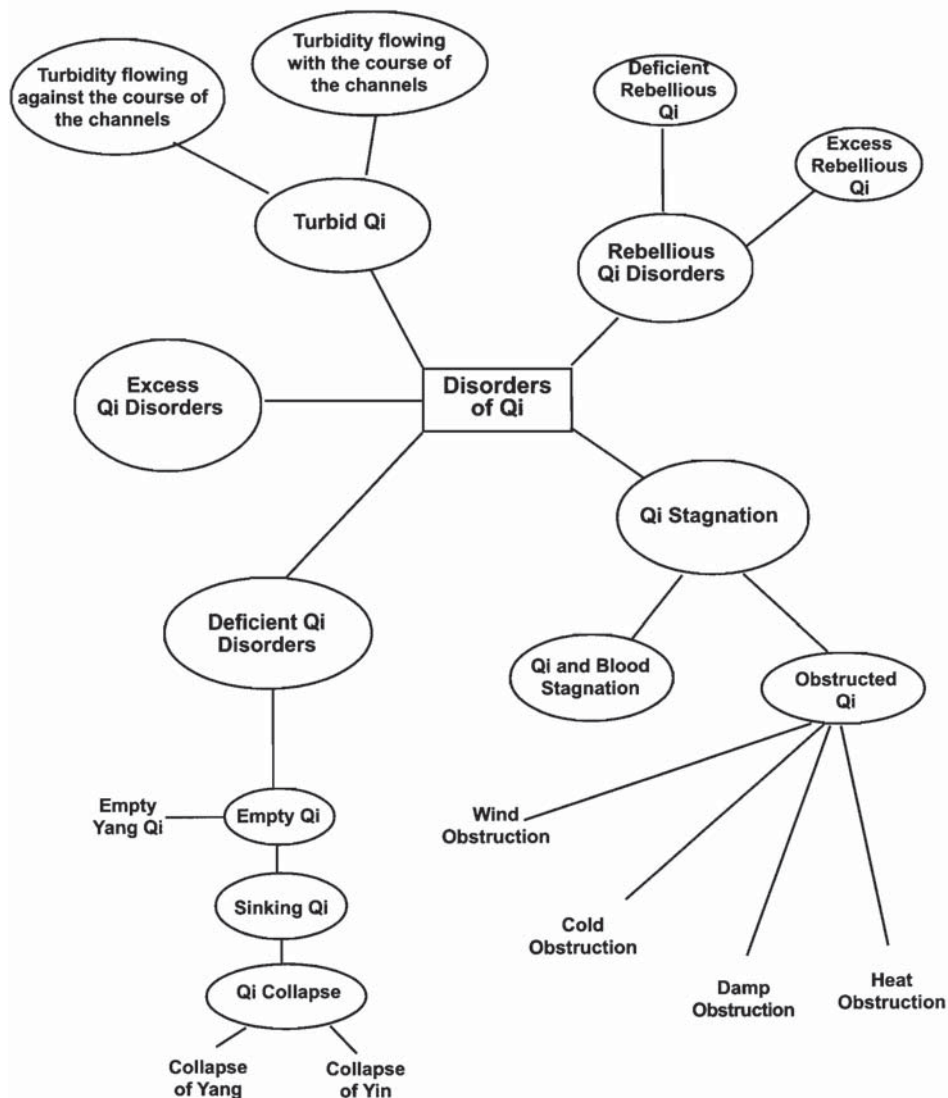 Turbidity flowing
against the course of
the channels
Turbidity flowing
with the course of
the channels
Deficient
Rebellious
Qi
Excess
Rebellious
Qi
Turbid Qi
Rebellious
Qi Disorders
Excess
Qi Disorders
Disorders
of Qi
Qi Stagnation
Deficient Qi
Disorders
Qi and Blood
Stagnation
Obstructed
Qi
Empty
Yang Qi
Empty Qi
Wind
Obstruction
Sinking Qi
Cold
Obstruction
Qi Collapse
Damp
Obstruction
Heat
Obstruction
Collapse
of Yang
Collapse
of Yin